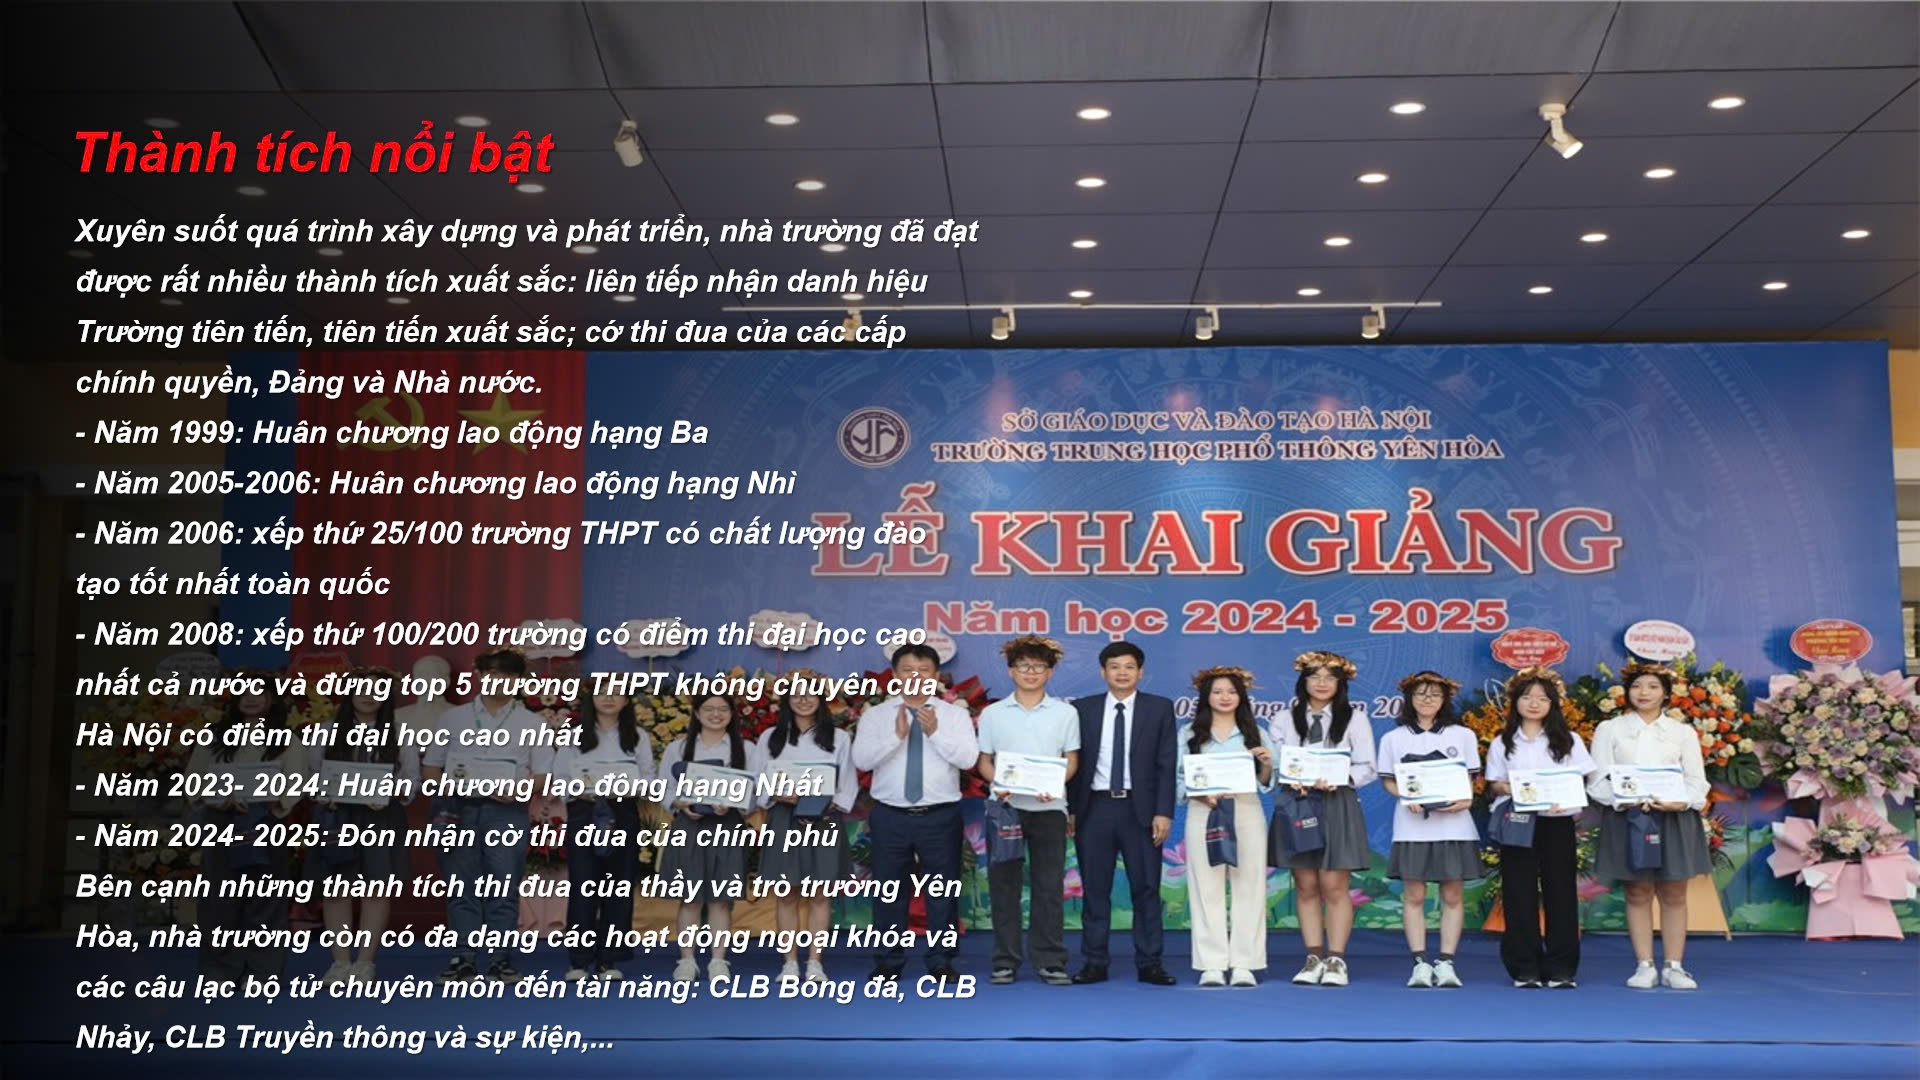 Thành tích nổi bật
Xuyên suốt quá trình xây dựng và phát triển, nhà trường đã đạt
được rất nhiều thành tích xuất sắc: liên tiếp nhận danh hiệu
Trường tiên tiến, tiên tiến xuất sắc; cớ thi đua của các cấp
chính quyền, Đảng và Nhà nước.
- Năm 1999: Huân chương lao động hạng Ba
- Năm 2005-2006: Huân chương lao động hạng Nhì
- Năm 2006: xếp thứ 25/100 trường THPT có chất lượng đào
tạo tốt nhất toàn quốc
- Năm 2008: xếp thứ 100/200 trường có điểm thi đại học cao
nhất cả nước và đứng top 5 trường THPT không chuyên của
Hà Nội có điểm thi đại học cao nhất
- Năm 2023- 2024: Huân chương lao động hạng Nhất
- Năm 2024- 2025: Đón nhận cờ thi đua của chính phủ
Bên cạnh những thành tích thi đua của thầy và trò trường Yên
Hòa, nhà trường còn có đa dạng các hoạt động ngoại khóa và
các câu lạc bộ tử chuyên môn đến tài năng: CLB Bóng đá, CLB
Nhảy, CLB Truyền thông và sự kiện,...
SỞ GIÁO DỤC VÀ ĐÀO TẠO HÀ NỘI
TRƯỜNG TRUNG HỌC PHỔ THÔNG YÊN HÒA
LỄ KHAI GIẢNG
Năm học 2024 - 2025